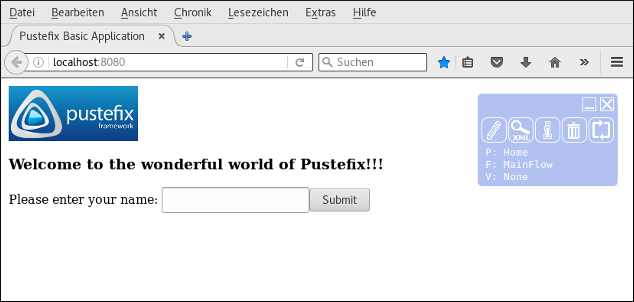 Datei Bearbeiten Ansicht Chronik Lesezeichen Extras Hilfe
Pustefix Basic Application
localhost:8080 Suchen
pustefix
framework
XML
Welcome to the wonderful world of Pustefix!!!
P: Home
F: MainFlow
V: None
Please enter your name: Submit